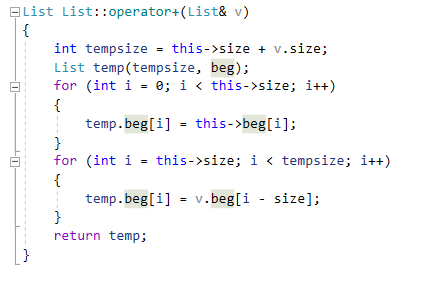 List List::operator+(List& v)
{
    int tempsize = this->size + v.size;
    List temp(tempsize, beg);
    for (int i = 0; i < this->size; i++)
    {
        temp.beg[i] = this->beg[i];
    }
    for (int i = this->size; i < tempsize; i++)
    {
        temp.beg[i] = v.beg[i - size];
    }
    return temp;
}